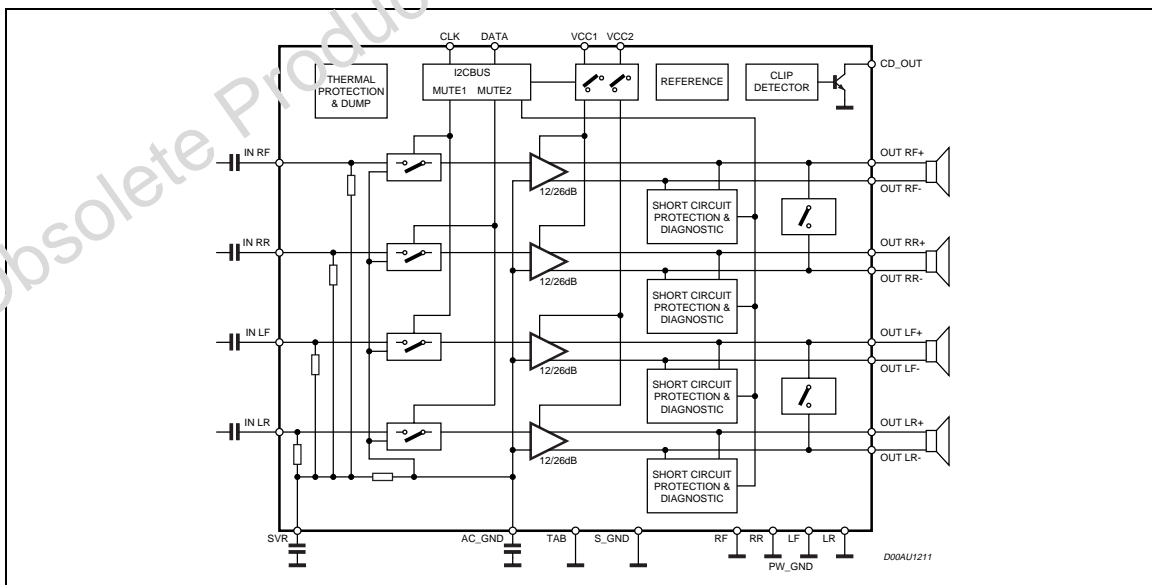 Obsolete Produc
CLK DATA VCC1 VCC2
THERMAL
PROTECTION
& DUMP
I2CBUS
MUTE1 MUTE2
REFERENCE
CLIP
DETECTOR
CD_OUT
IN RF
12/26dB
SHORT CIRCUIT
PROTECTION &
DIAGNOSTIC
OUT RF+
OUT RF-
IN RR
12/26dB
SHORT CIRCUIT
PROTECTION &
DIAGNOSTIC
OUT RR+
OUT RR-
IN LF
12/26dB
SHORT CIRCUIT
PROTECTION &
DIAGNOSTIC
OUT LF+
OUT LF-
IN LR
12/26dB
SHORT CIRCUIT
PROTECTION &
DIAGNOSTIC
OUT LR+
OUT LR-
SVR AC_GND TAB S_GND RF RR LF LR
PW_GND
D00AU1211